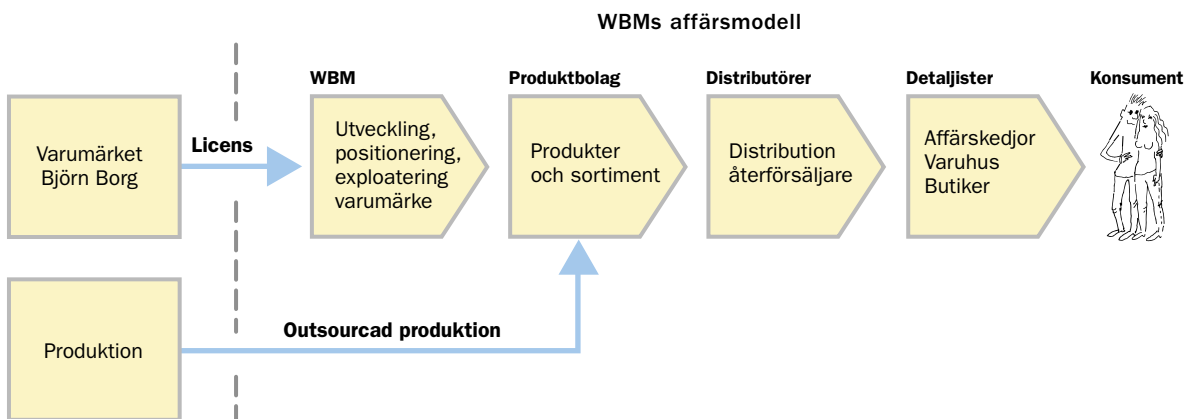 WBMs affärsmodell
WBM
Produktbolag
Distributörer
Detaljister
Konsument
Varumärket
Björn Borg
Licens
Utveckling,
positionering,
exploatering
varumärke
Produkter
och sortiment
Distribution
återförsäljare
Affärskedjor
Varuhus
Butiker
Produktion
Outsourcad produktion